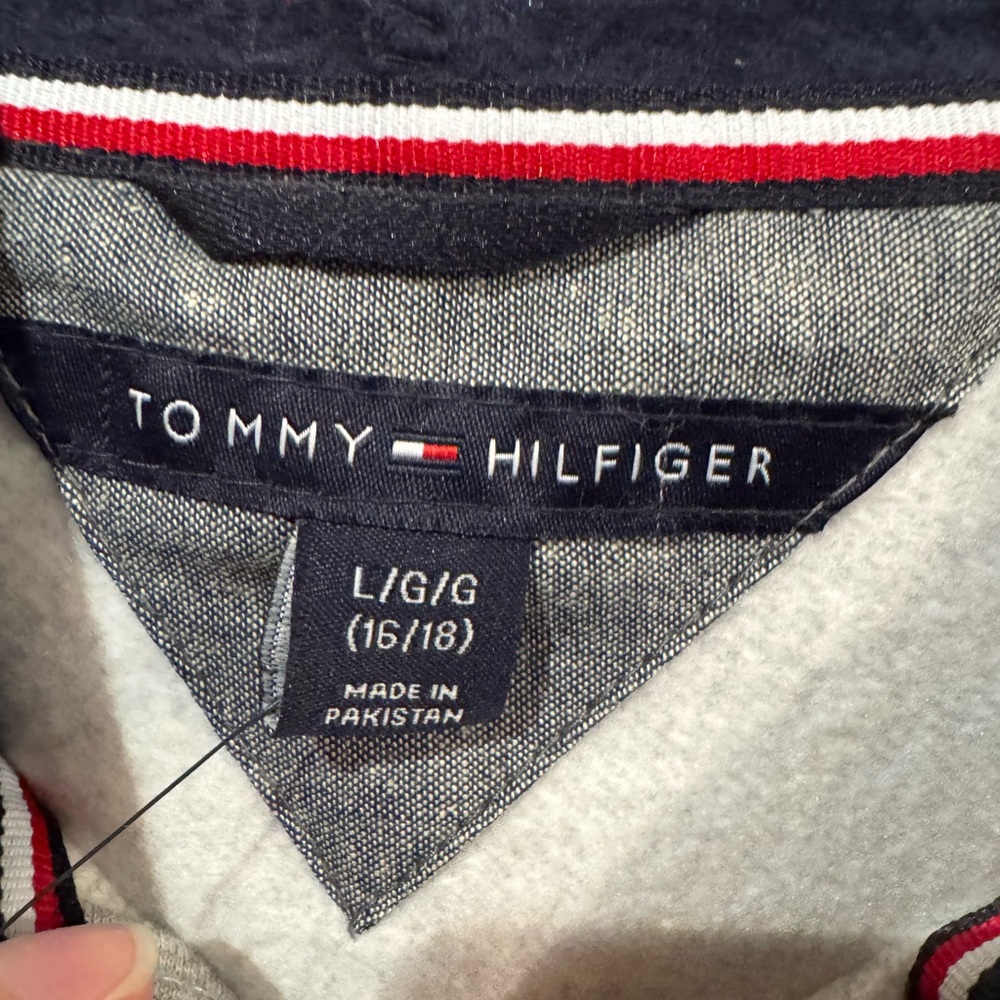 TOMMY HILFIGER
L/G/G
(16/18)
MADE IN
PAKISTAN